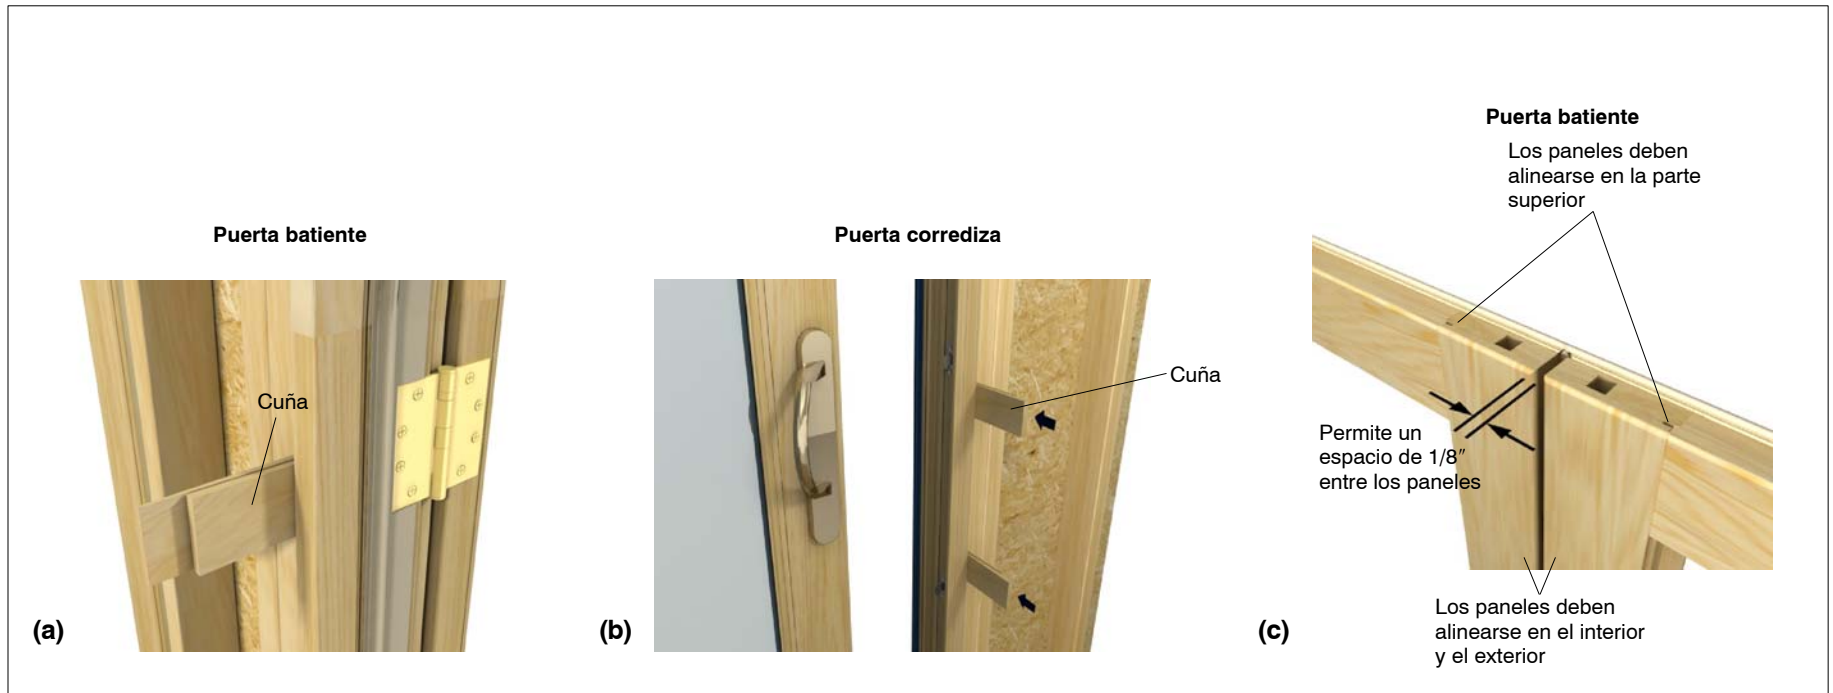 Puerta batiente
Cuña
(a)
Puerta corrediza
Cuña
(b)
Puerta batiente
Los paneles deben
alinearse en la parte
superior
Permite un
espacio de 1/8″
entre los paneles
Los paneles deben
alinearse en el interior
y el exterior
(c)